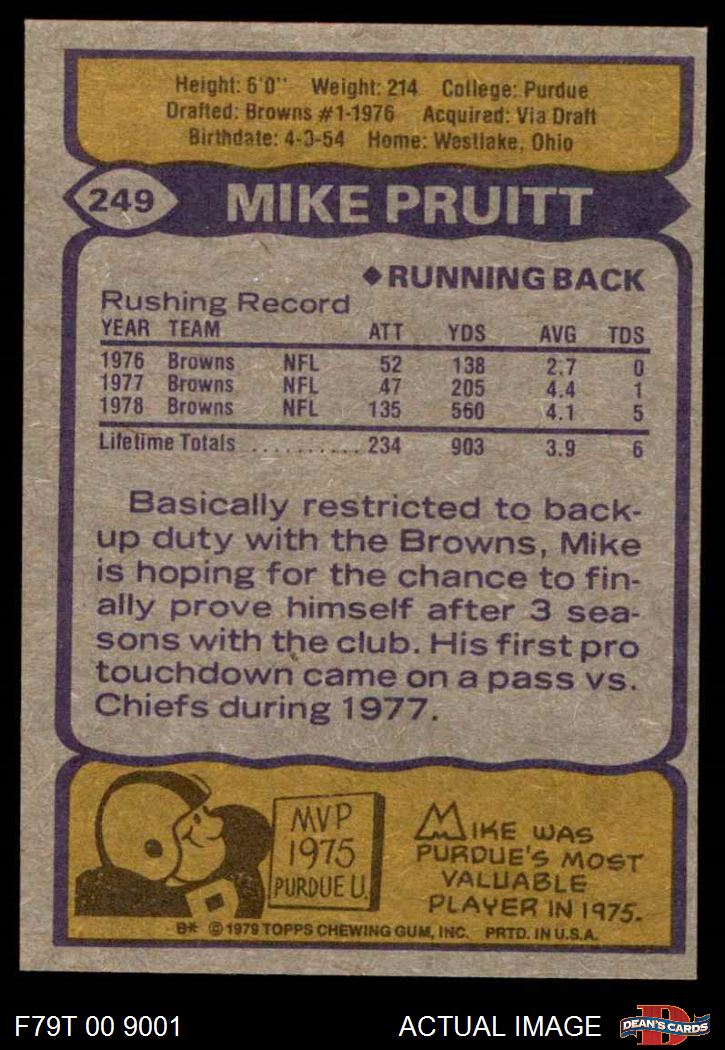 Height: 6'0" Weight: 214 College: Purdue
Drafted: Browns #1-1976 Acquired: Via Draft
Birthdate: 4-3-54 Home: Westlake, Ohio
249 MIKE PRUITT
◆RUNNING BACK
Rushing Record
YEAR TEAM ATT YDS AVG TDS
1976 Browns NFL 52 138 2.7 0
1977 Browns NFL 47 205 4.4 1
1978 Browns NFL 135 560 4.1 5
Lifetime Totals .......... 234 903 3.9 6
Basically restricted to back-
up duty with the Browns, Mike
is hoping for the chance to fin-
ally prove himself after 3 sea-
sons with the club. His first pro
touchdown came on a pass vs.
Chiefs during 1977.
MVP
1975
PURDUE U.
MIKE WAS
PURDUE'S MOST
VALUABLE
PLAYER IN 1975.
B* © 1979 TOPPS CHEWING GUM, INC. PRTD. IN U.S.A.
F79T 00 9001 ACTUAL IMAGE D DEAN'S CARDS